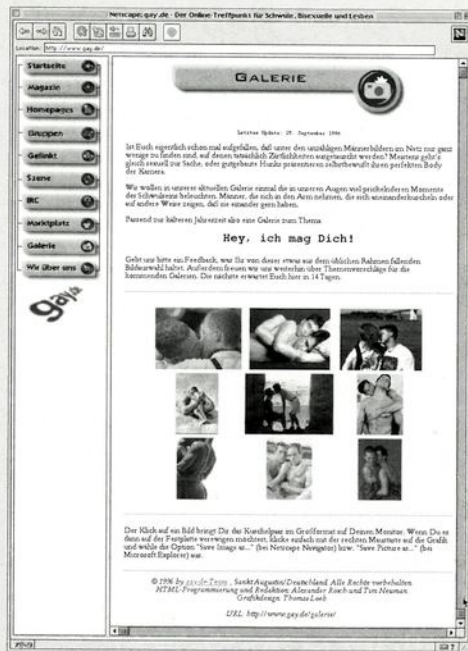 Netscape: gay.de - Der Online-Treffpunkt für Schwule, Bisexuelle und Lesben
Location: http://www.gay.de/
Startseite
Magazin
Homepages
Gruppen
Gelinkt
Szene
IRC
Marktplatz
Galerie
Wir über uns
gay.de
GALERIE
Letztes Update: 25. September 1996
Ist Euch eigentlich schon mal aufgefallen, daß unter den unzähligen Männerbildern im Netz nur ganz
wenige zu finden sind, auf denen tatsächlich Zärtlichkeiten ausgetauscht werden? Meistens geht's
gleich sexuell zur Sache, oder gutgebaute Hunks präsentieren selbstbewußt ihren perfekten Body
der Kamera.
Wir wollen in unserer aktuellen Galerie einmal die in unseren Augen viel prickelnderen Momente
des Schwulseins beleuchten. Männer, die sich in den Arm nehmen, die sich aneinanderkuscheln oder
auf andere Weise zeigen, daß sie einander gern haben.
Passend zur kälteren Jahreszeit also eine Galerie zum Thema
Hey, ich mag Dich!
Gebt uns bitte ein Feedback, was Ihr von dieser etwas aus dem üblichen Rahmen fallenden
Bildauswahl haltet. Außerdem freuen wir uns weiterhin über Themenvorschläge für die
kommenden Galerien. Die nächste erwartet Euch hier in 14 Tagen.
Der Klick auf ein Bild bringt Dir das Kuschelpaar im Großformat auf Deinen Monitor. Wenn Du es
dann auf der Festplatte verewigen möchtest, klicke einfach mit der rechten Maustaste auf die Grafik
und wähle die Option "Save Image as..." (bei Netscape Navigator) bzw. "Save Picture as..." (bei
Microsoft Explorer) aus.
© 1996 by gay.de-Team, Sankt Augustin/Deutschland. Alle Rechte vorbehalten.
HTML-Programmierung und Redaktion: Alexander Rosch und Tim Neuman
Grafikdesign: Thomas Loeb
URL: http://www.gay.de/galerie/